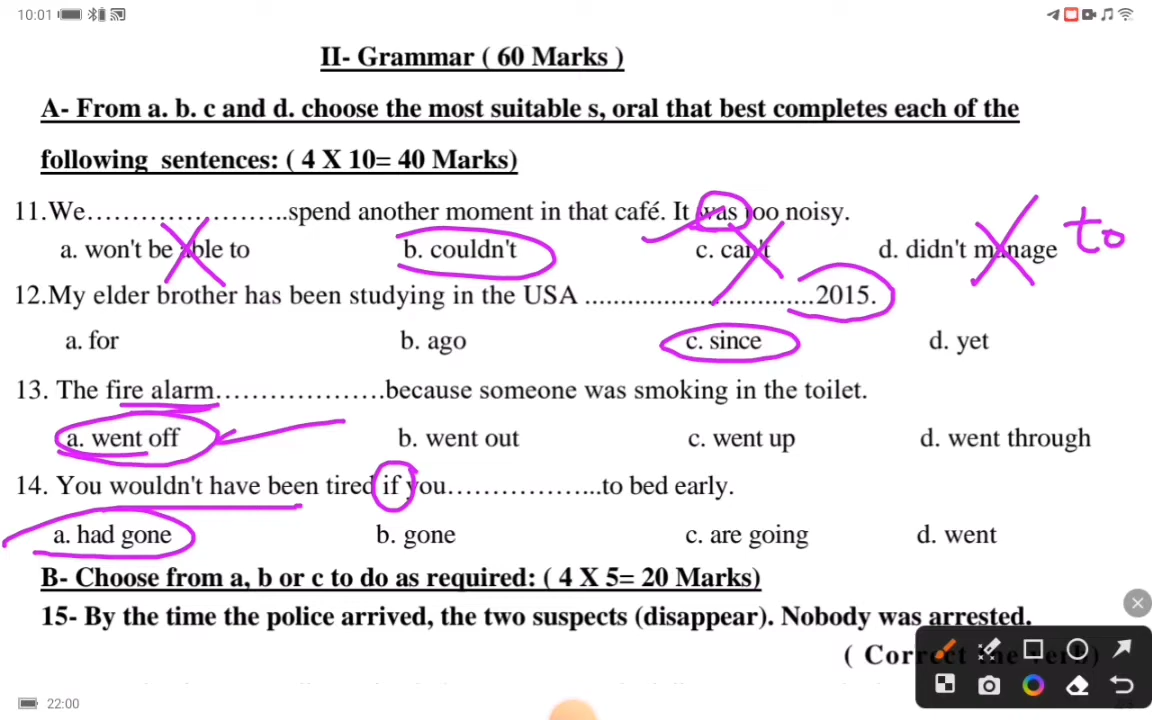 10:01
II- Grammar ( 60 Marks )
A- From a. b. c and d. choose the most suitable s, oral that best completes each of the
following sentences: ( 4 X 10= 40 Marks)
11.We…………………..spend another moment in that café. It was too noisy.
a. won't be able to b. couldn't c. can't d. didn't manage to
12.My elder brother has been studying in the USA ...............................2015.
a. for b. ago c. since d. yet
13. The fire alarm……………….because someone was smoking in the toilet.
a. went off b. went out c. went up d. went through
14. You wouldn't have been tired if you……………...to bed early.
a. had gone b. gone c. are going d. went
B- Choose from a, b or c to do as required: ( 4 X 5= 20 Marks)
15- By the time the police arrived, the two suspects (disappear). Nobody was arrested.
( Correct the verb)
22:00